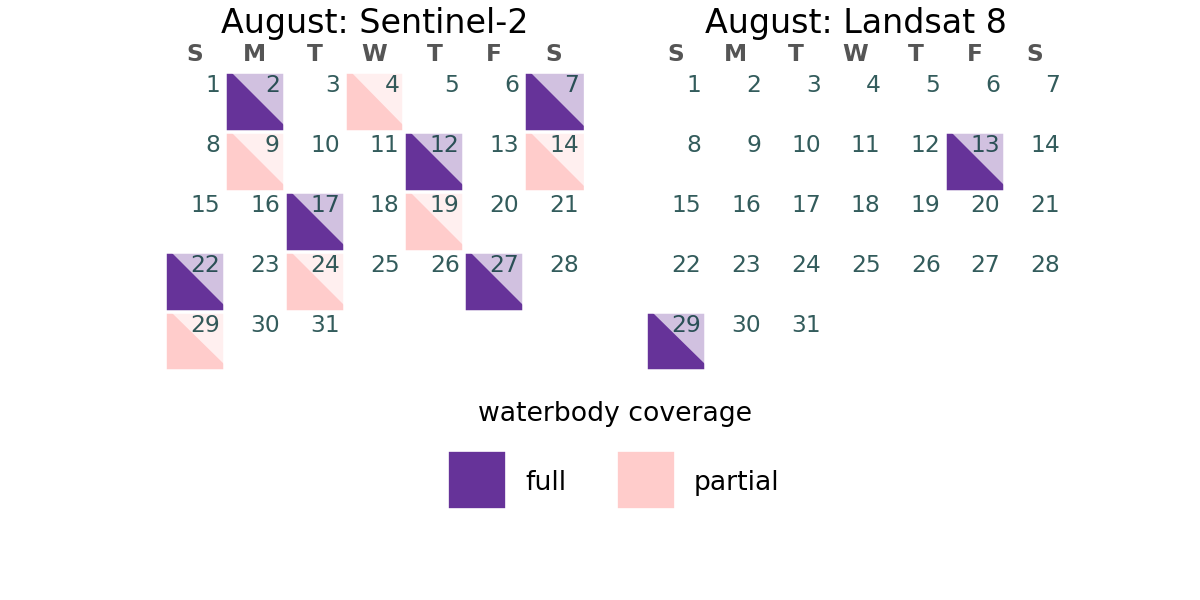 August: Sentinel-2
S M T W T F S
1 2 3 4 5 6 7
8 9 10 11 12 13 14
15 16 17 18 19 20 21
22 23 24 25 26 27 28
29 30 31
August: Landsat 8
S M T W T F S
1 2 3 4 5 6 7
8 9 10 11 12 13 14
15 16 17 18 19 20 21
22 23 24 25 26 27 28
29 30 31
waterbody coverage
full
partial